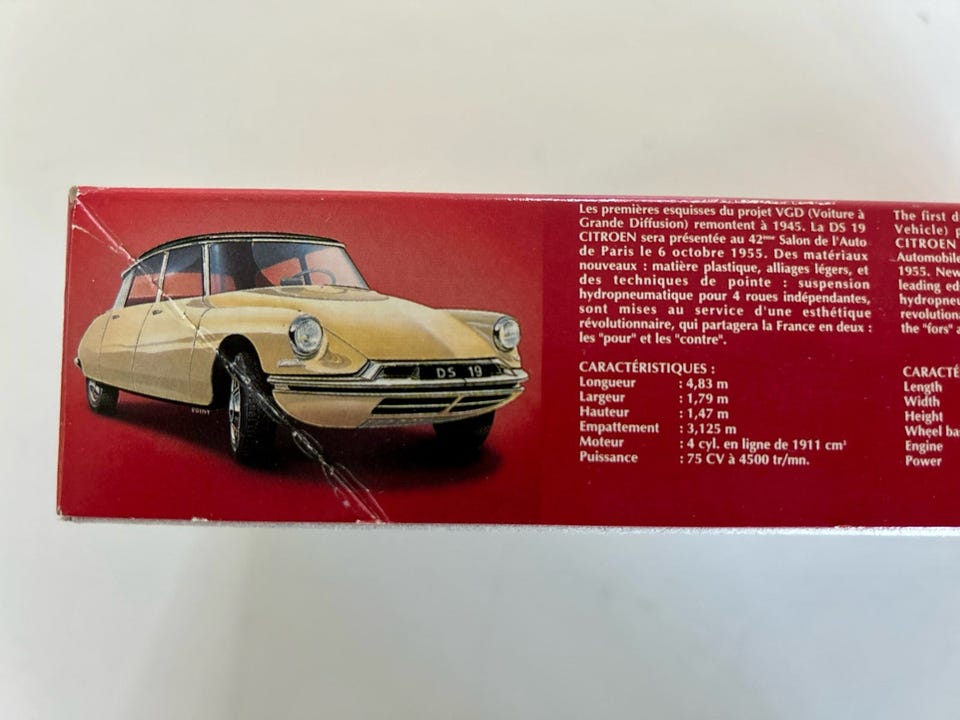 Les premières esquisses du projet VGD (Voiture à
Grande Diffusion) remontent à 1945. La DS 19
CITROEN sera présentée au 42ème Salon de l'Auto
de Paris le 6 octobre 1955. Des matériaux
nouveaux : matière plastique, alliages légers, et
des techniques de pointe : suspension
hydropneumatique pour 4 roues indépendantes,
sont mises au service d'une esthétique
révolutionnaire, qui partagera la France en deux :
les "pour" et les "contre".
CARACTÉRISTIQUES :
Longueur : 4,83 m
Largeur : 1,79 m
Hauteur : 1,47 m
Empattement : 3,125 m
Moteur : 4 cyl. en ligne de 1911 cm³
Puissance : 75 CV à 4500 tr/mn.
The first
Vehicle)
CITROEN
Automobile
1955. New
leading
the "fors"
Length
Width
Height
Wheel
Engine
Power
DS 19